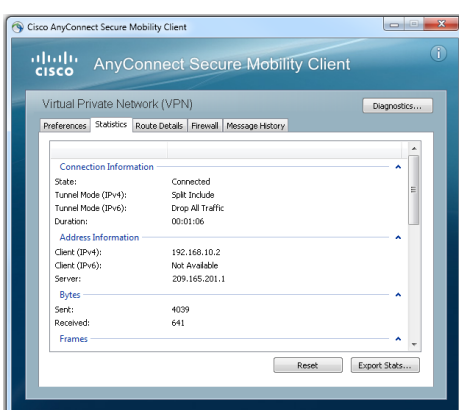 Cisco AnyConnect Secure Mobility Client
CISCO AnyConnect Secure Mobility Client
Virtual Private Network (VPN)
Diagnostics...
Preferences Statistics Route Details Firewall Message History
Connection Information
State: Connected
Tunnel Mode (IPv4): Split Include
Tunnel Mode (IPv6): Drop All Traffic
Duration: 00:01:06
Address Information
Client (IPv4): 192.168.10.2
Client (IPv6): Not Available
Server: 209.165.201.1
Bytes
Sent: 4039
Received: 641
Frames
Reset Export Stats...